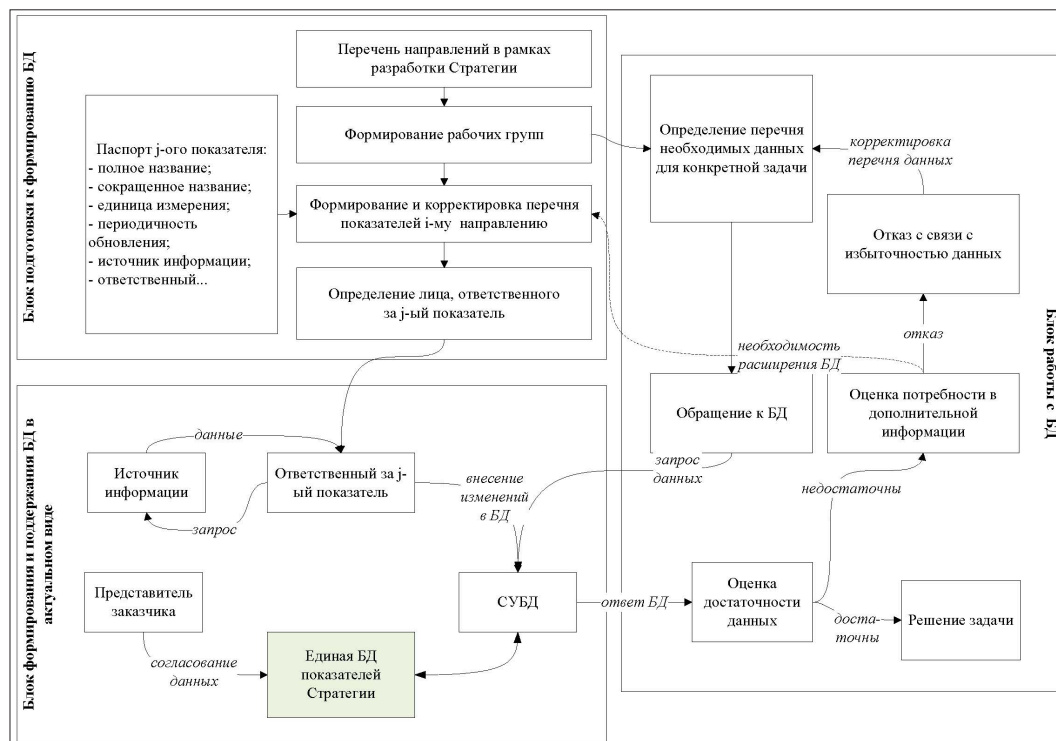 Блок подготовки к формированию БД
Перечень направлений в рамках
разработки Стратегии
Формирование рабочих групп
Паспорт j-ого показателя:
- полное название;
- сокращенное название;
- единица измерения;
- периодичность
обновления;
- источник информации;
- ответственный...
Формирование и корректировка перечня
показателей i-му направлению
Определение лица, ответственного
за j-ый показатель
Блок формирования и поддержания БД в
актуальном виде
данные
Источник
информации
Ответственный за j-
ый показатель
запрос
внесение
изменений
в БД
Представитель
заказчика
СУБД
согласование
данных
Единая БД
показателей
Стратегии
Блок работы с БД
Определение перечня
необходимых данных
для конкретной задачи
корректировка
перечня данных
Отказ с связи с
избыточностью данных
отказ
необходимость
расширения БД
Обращение к БД
Оценка потребности в
дополнительной
информации
запрос
данных
недостаточны
ответ БД
Оценка
достаточности
данных
доста-
точны
Решение задачи